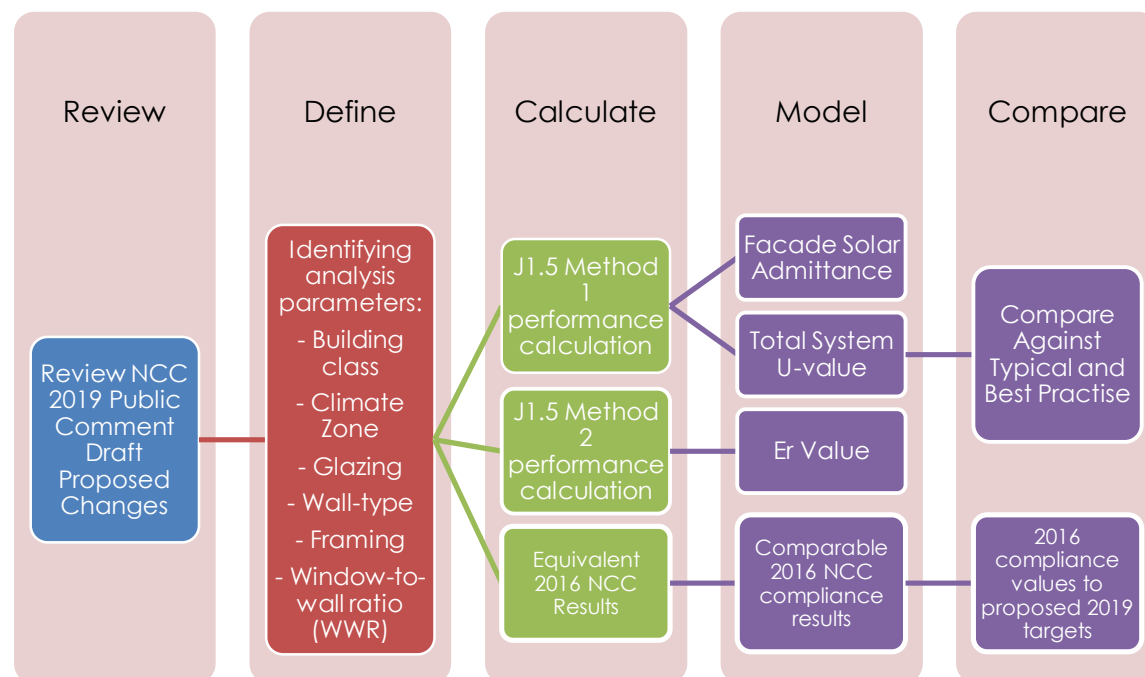 Review
Define
Calculate
Model
Compare
Review NCC
2019 Public
Comment
Draft
Proposed
Changes
Identifying
analysis
parameters:
- Building
class
- Climate
Zone
- Glazing
- Wall-type
- Framing
- Window-to-
wall ratio
(WWR)
J1.5 Method
1
performance
calculation
J1.5 Method
2
performance
calculation
Equivalent
2016 NCC
Results
Facade Solar
Admittance
Total System
U-value
Er Value
Comparable
2016 NCC
compliance
results
Compare
Against
Typical and
Best Practise
2016
compliance
values to
proposed 2019
targets